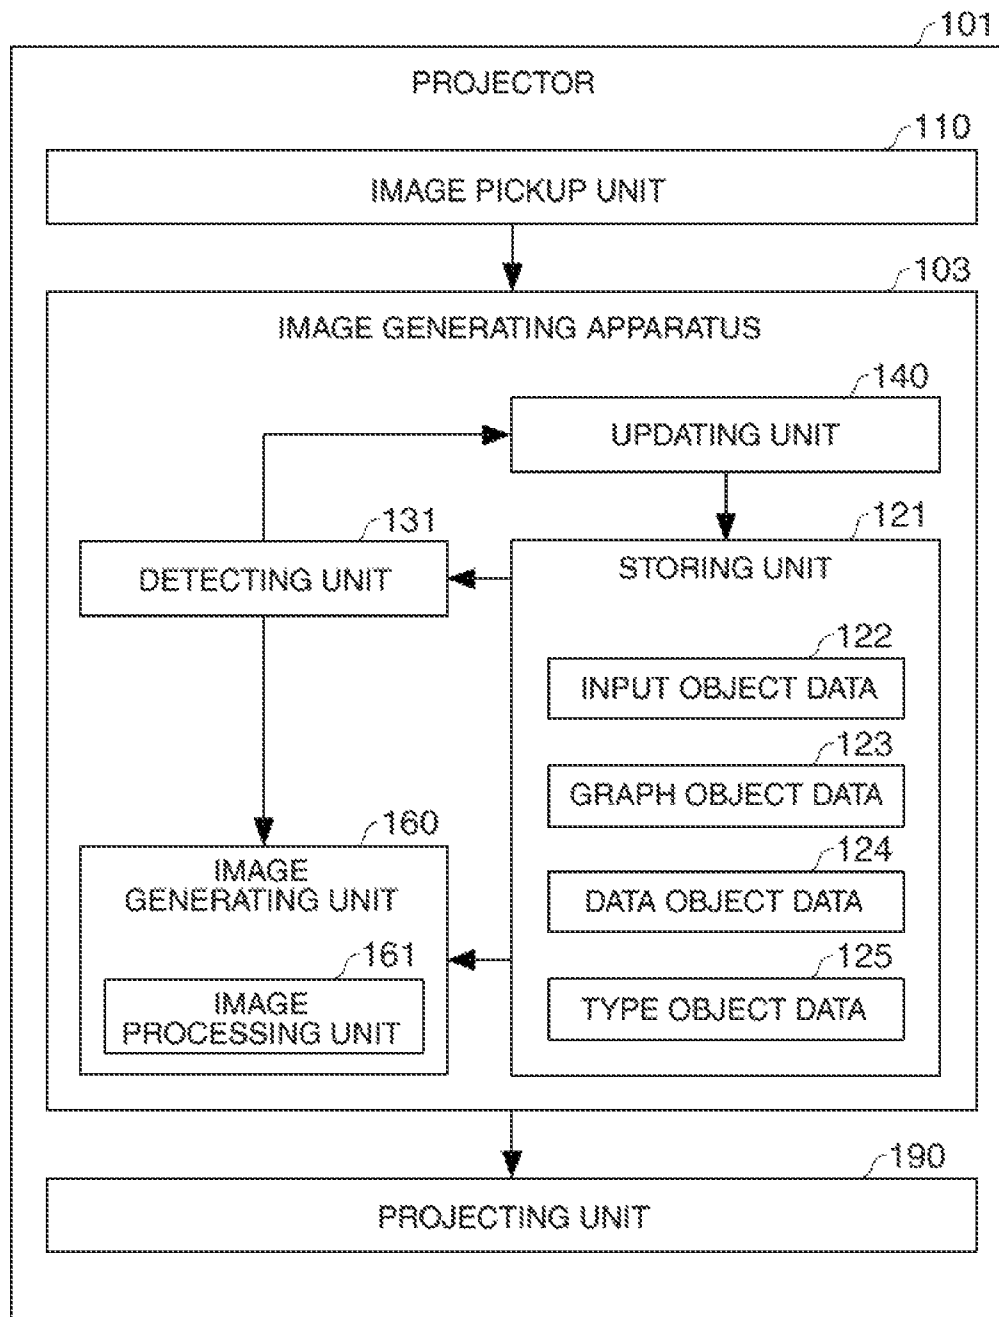 101
PROJECTOR
110
IMAGE PICKUP UNIT
103
IMAGE GENERATING APPARATUS
140
UPDATING UNIT
131
DETECTING UNIT
121
STORING UNIT
122
INPUT OBJECT DATA
123
GRAPH OBJECT DATA
124
DATA OBJECT DATA
125
TYPE OBJECT DATA
160
IMAGE
GENERATING UNIT
161
IMAGE
PROCESSING UNIT
190
PROJECTING UNIT